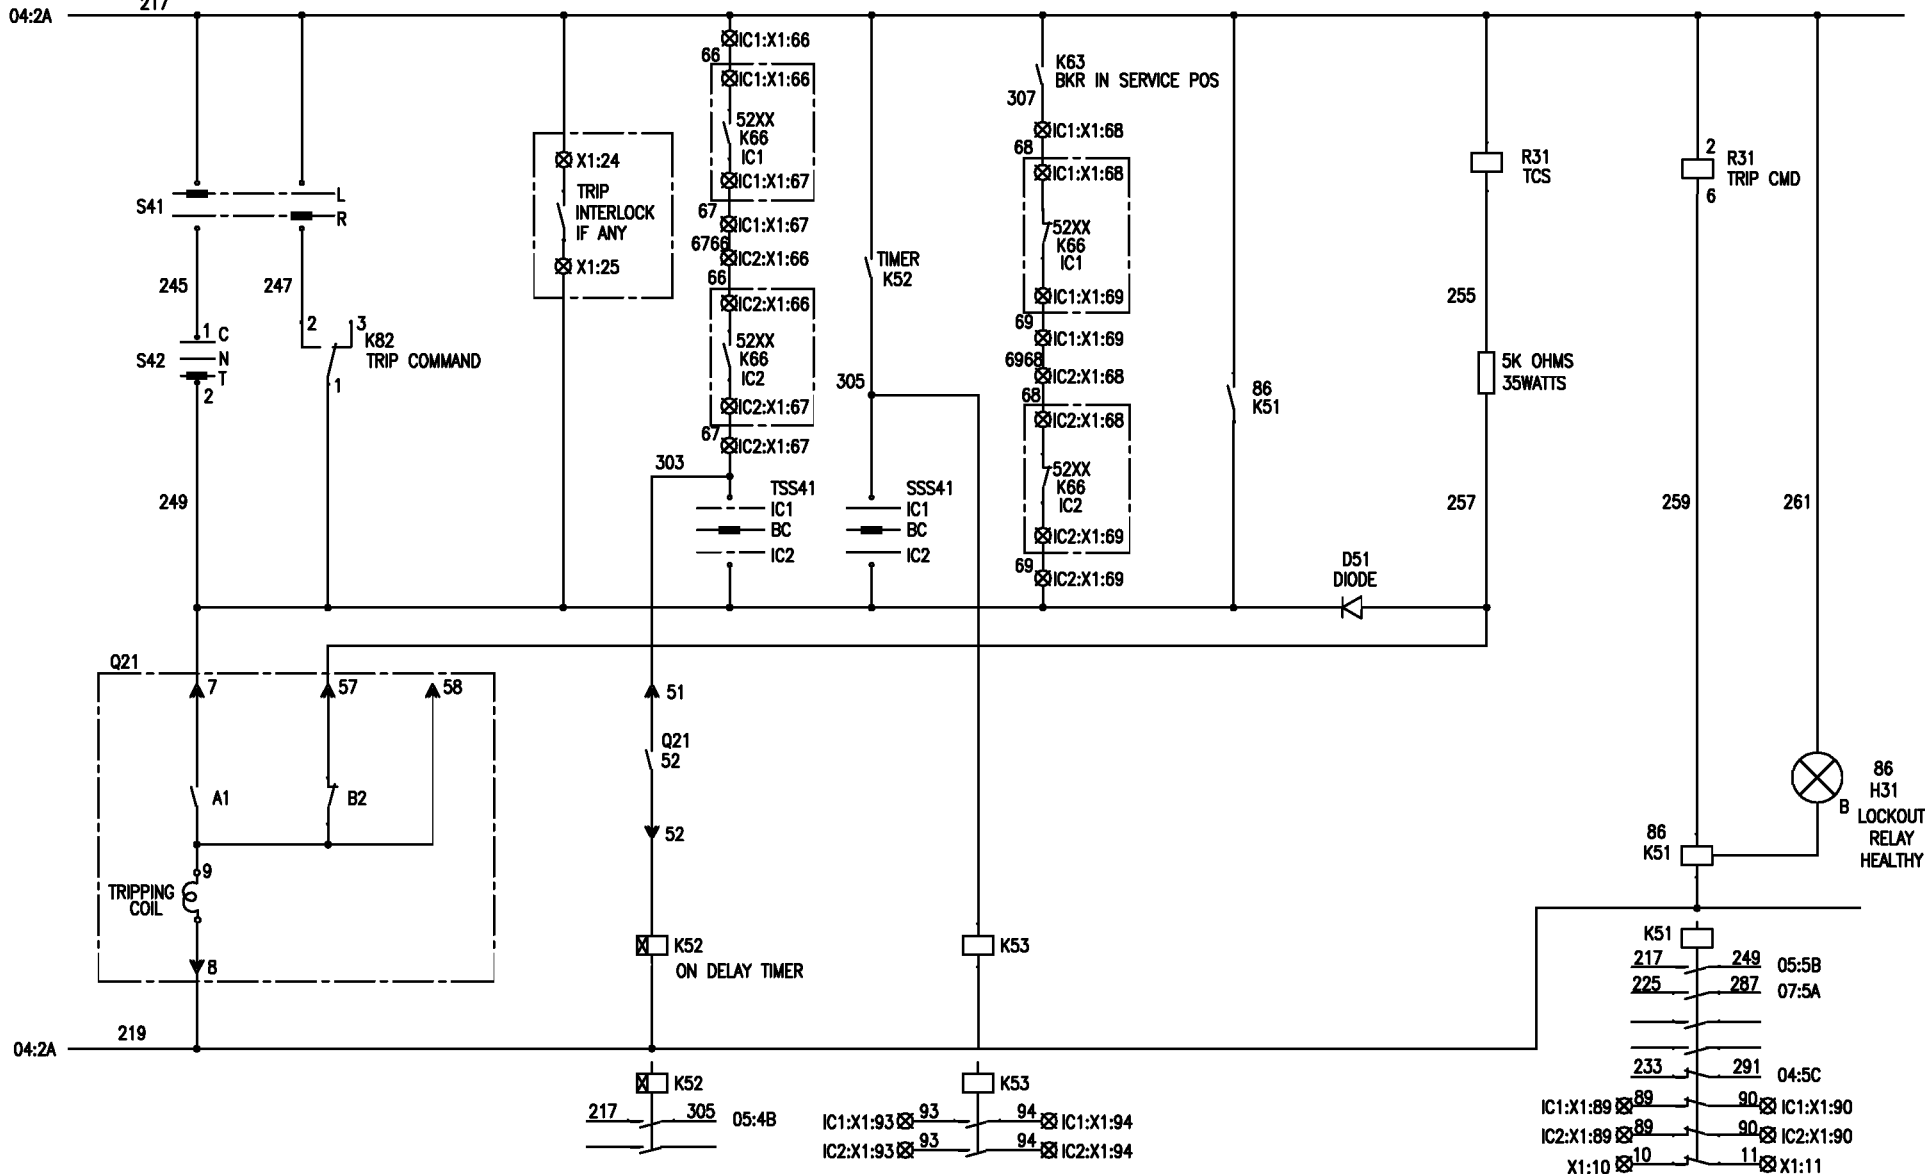 217
04:2A
IC1:X1:66
66
IC1:X1:66
52XX
K66
IC1
IC1:X1:67
67
IC1:X1:67
6766
IC2:X1:66
66
IC2:X1:66
52XX
K66
IC2
IC2:X1:67
67
IC2:X1:67
303
K63
BKR IN SERVICE POS
307
IC1:X1:68
68
IC1:X1:68
52XX
K66
IC1
IC1:X1:69
69
IC1:X1:69
6968
IC2:X1:68
68
IC2:X1:68
52XX
K66
IC2
IC2:X1:69
69
IC2:X1:69
S41
L
R
245
247
1 C
N
T
S42
2
2 3
K82
TRIP COMMAND
1
249
X1:24
TRIP
INTERLOCK
IF ANY
X1:25
TIMER
K52
305
TSS41
IC1
BC
IC2
SSS41
IC1
BC
IC2
86
K51
R31
TCS
255
5K OHMS
35WATTS
257
D51
DIODE
2
R31
TRIP CMD
6
259
261
Q21
7
57
58
A1
B2
9
TRIPPING
COIL
8
51
Q21
52
52
K52
ON DELAY TIMER
K53
86
H31
B
LOCKOUT
RELAY
HEALTHY
86
K51
219
04:2A
K52
217 305 05:4B
K53
IC1:X1:93 93 94 IC1:X1:94
IC2:X1:93 93 94 IC2:X1:94
K51
217 249 05:5B
225 287 07:5A
233 291 04:5C
IC1:X1:89 89 90 IC1:X1:90
IC2:X1:89 89 90 IC2:X1:90
X1:10 10 11 X1:11